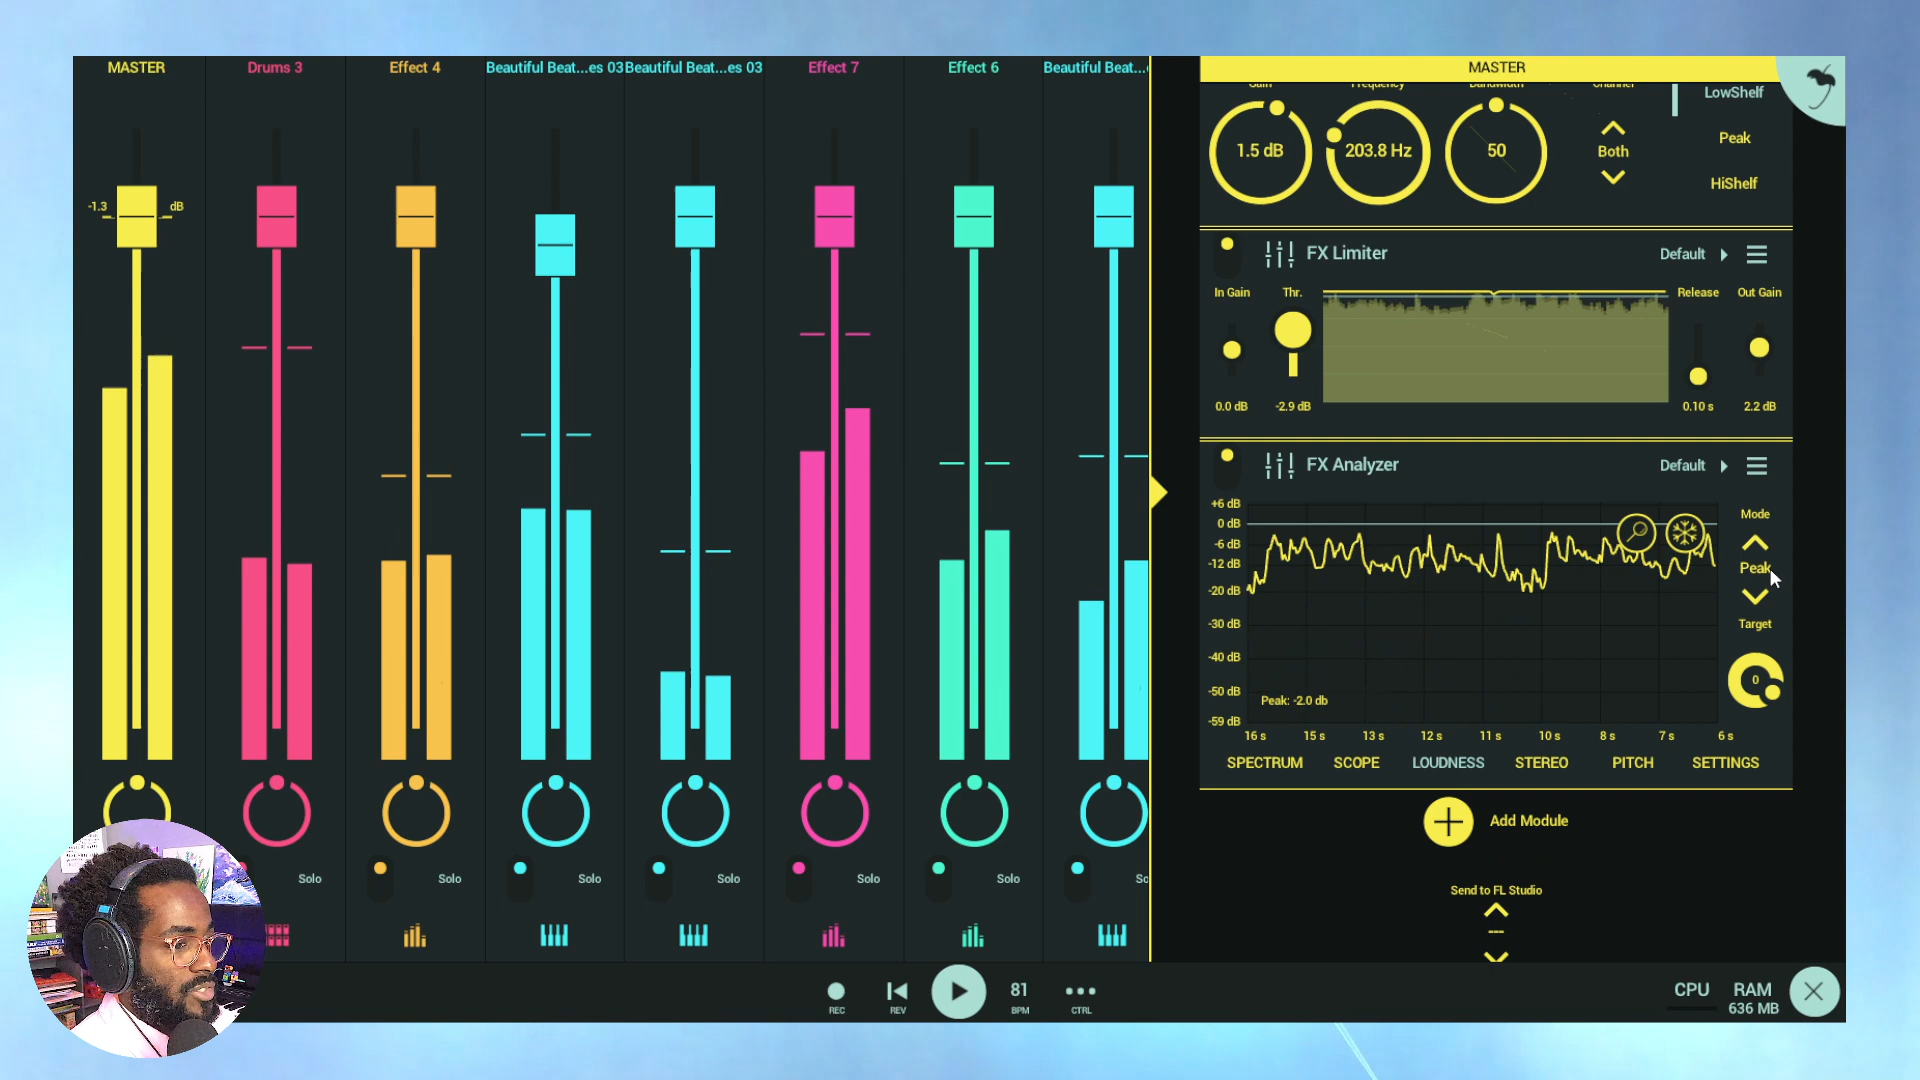 MASTER
Drums 3
Effect 4
Beautiful Beat...es 03
Beautiful Beat...es 03
Effect 7
Effect 6
Beautiful Beat...
-1.3
dB
Solo
Solo
Solo
Solo
Solo
Solo
MASTER
Gain
Frequency
Bandwidth
Channel
1.5 dB
203.8 Hz
50
Both
LowShelf
Peak
HiShelf
FX Limiter
Default
In Gain
Thr.
Release
Out Gain
0.0 dB
-2.9 dB
0.10 s
2.2 dB
FX Analyzer
Default
+6 dB
0 dB
-6 dB
-12 dB
-20 dB
-30 dB
-40 dB
-50 dB
-59 dB
Peak: -2.0 db
16 s
15 s
13 s
12 s
11 s
10 s
8 s
7 s
6 s
Mode
Peak
Target
0
SPECTRUM
SCOPE
LOUDNESS
STEREO
PITCH
SETTINGS
Add Module
Send to FL Studio
---
REC
REV
81
BPM
CTRL
CPU
RAM
636 MB